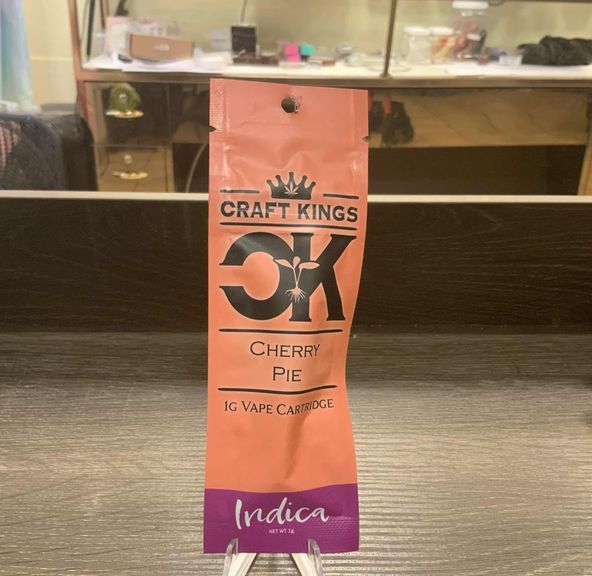 CRAFT KINGS
CK
CHERRY
PIE
1G VAPE CARTRIDGE
Indica
NET WT 1g